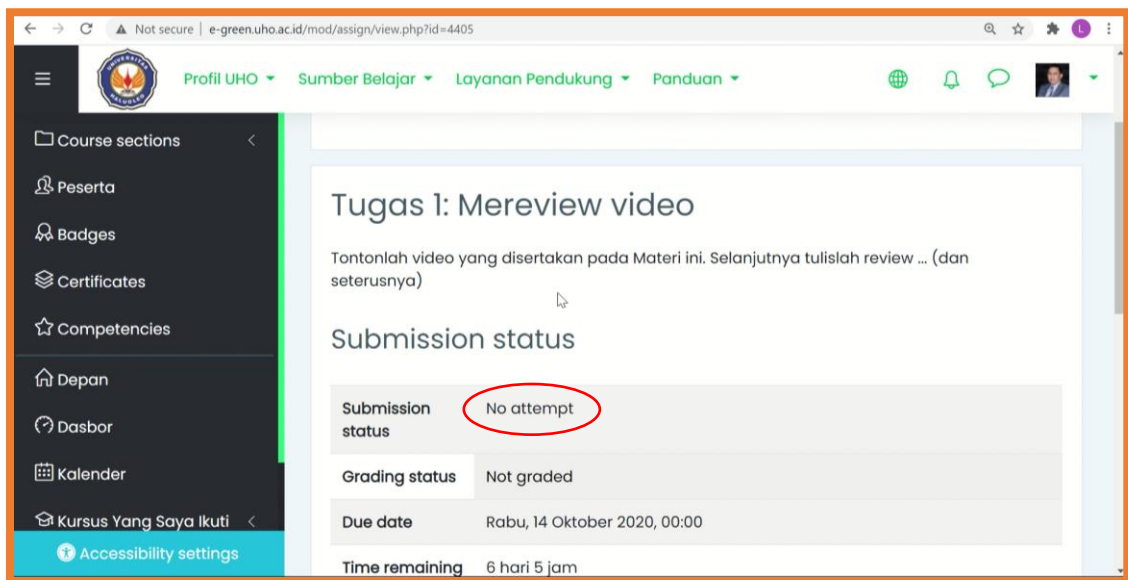 Not secure | e-green.uho.ac.id/mod/assign/view.php?id=4405
L
Profil UHO Sumber Belajar Layanan Pendukung Panduan
Course sections
Peserta
Badges
Certificates
Competencies
Depan
Dasbor
Kalender
Kursus Yang Saya Ikuti
Accessibility settings
Tugas 1: Mereview video
Tontonlah video yang disertakan pada Materi ini. Selanjutnya tulislah review ... (dan
seterusnya)
Submission status
Submission No attempt
status
Grading status Not graded
Due date Rabu, 14 Oktober 2020, 00:00
Time remaining 6 hari 5 jam